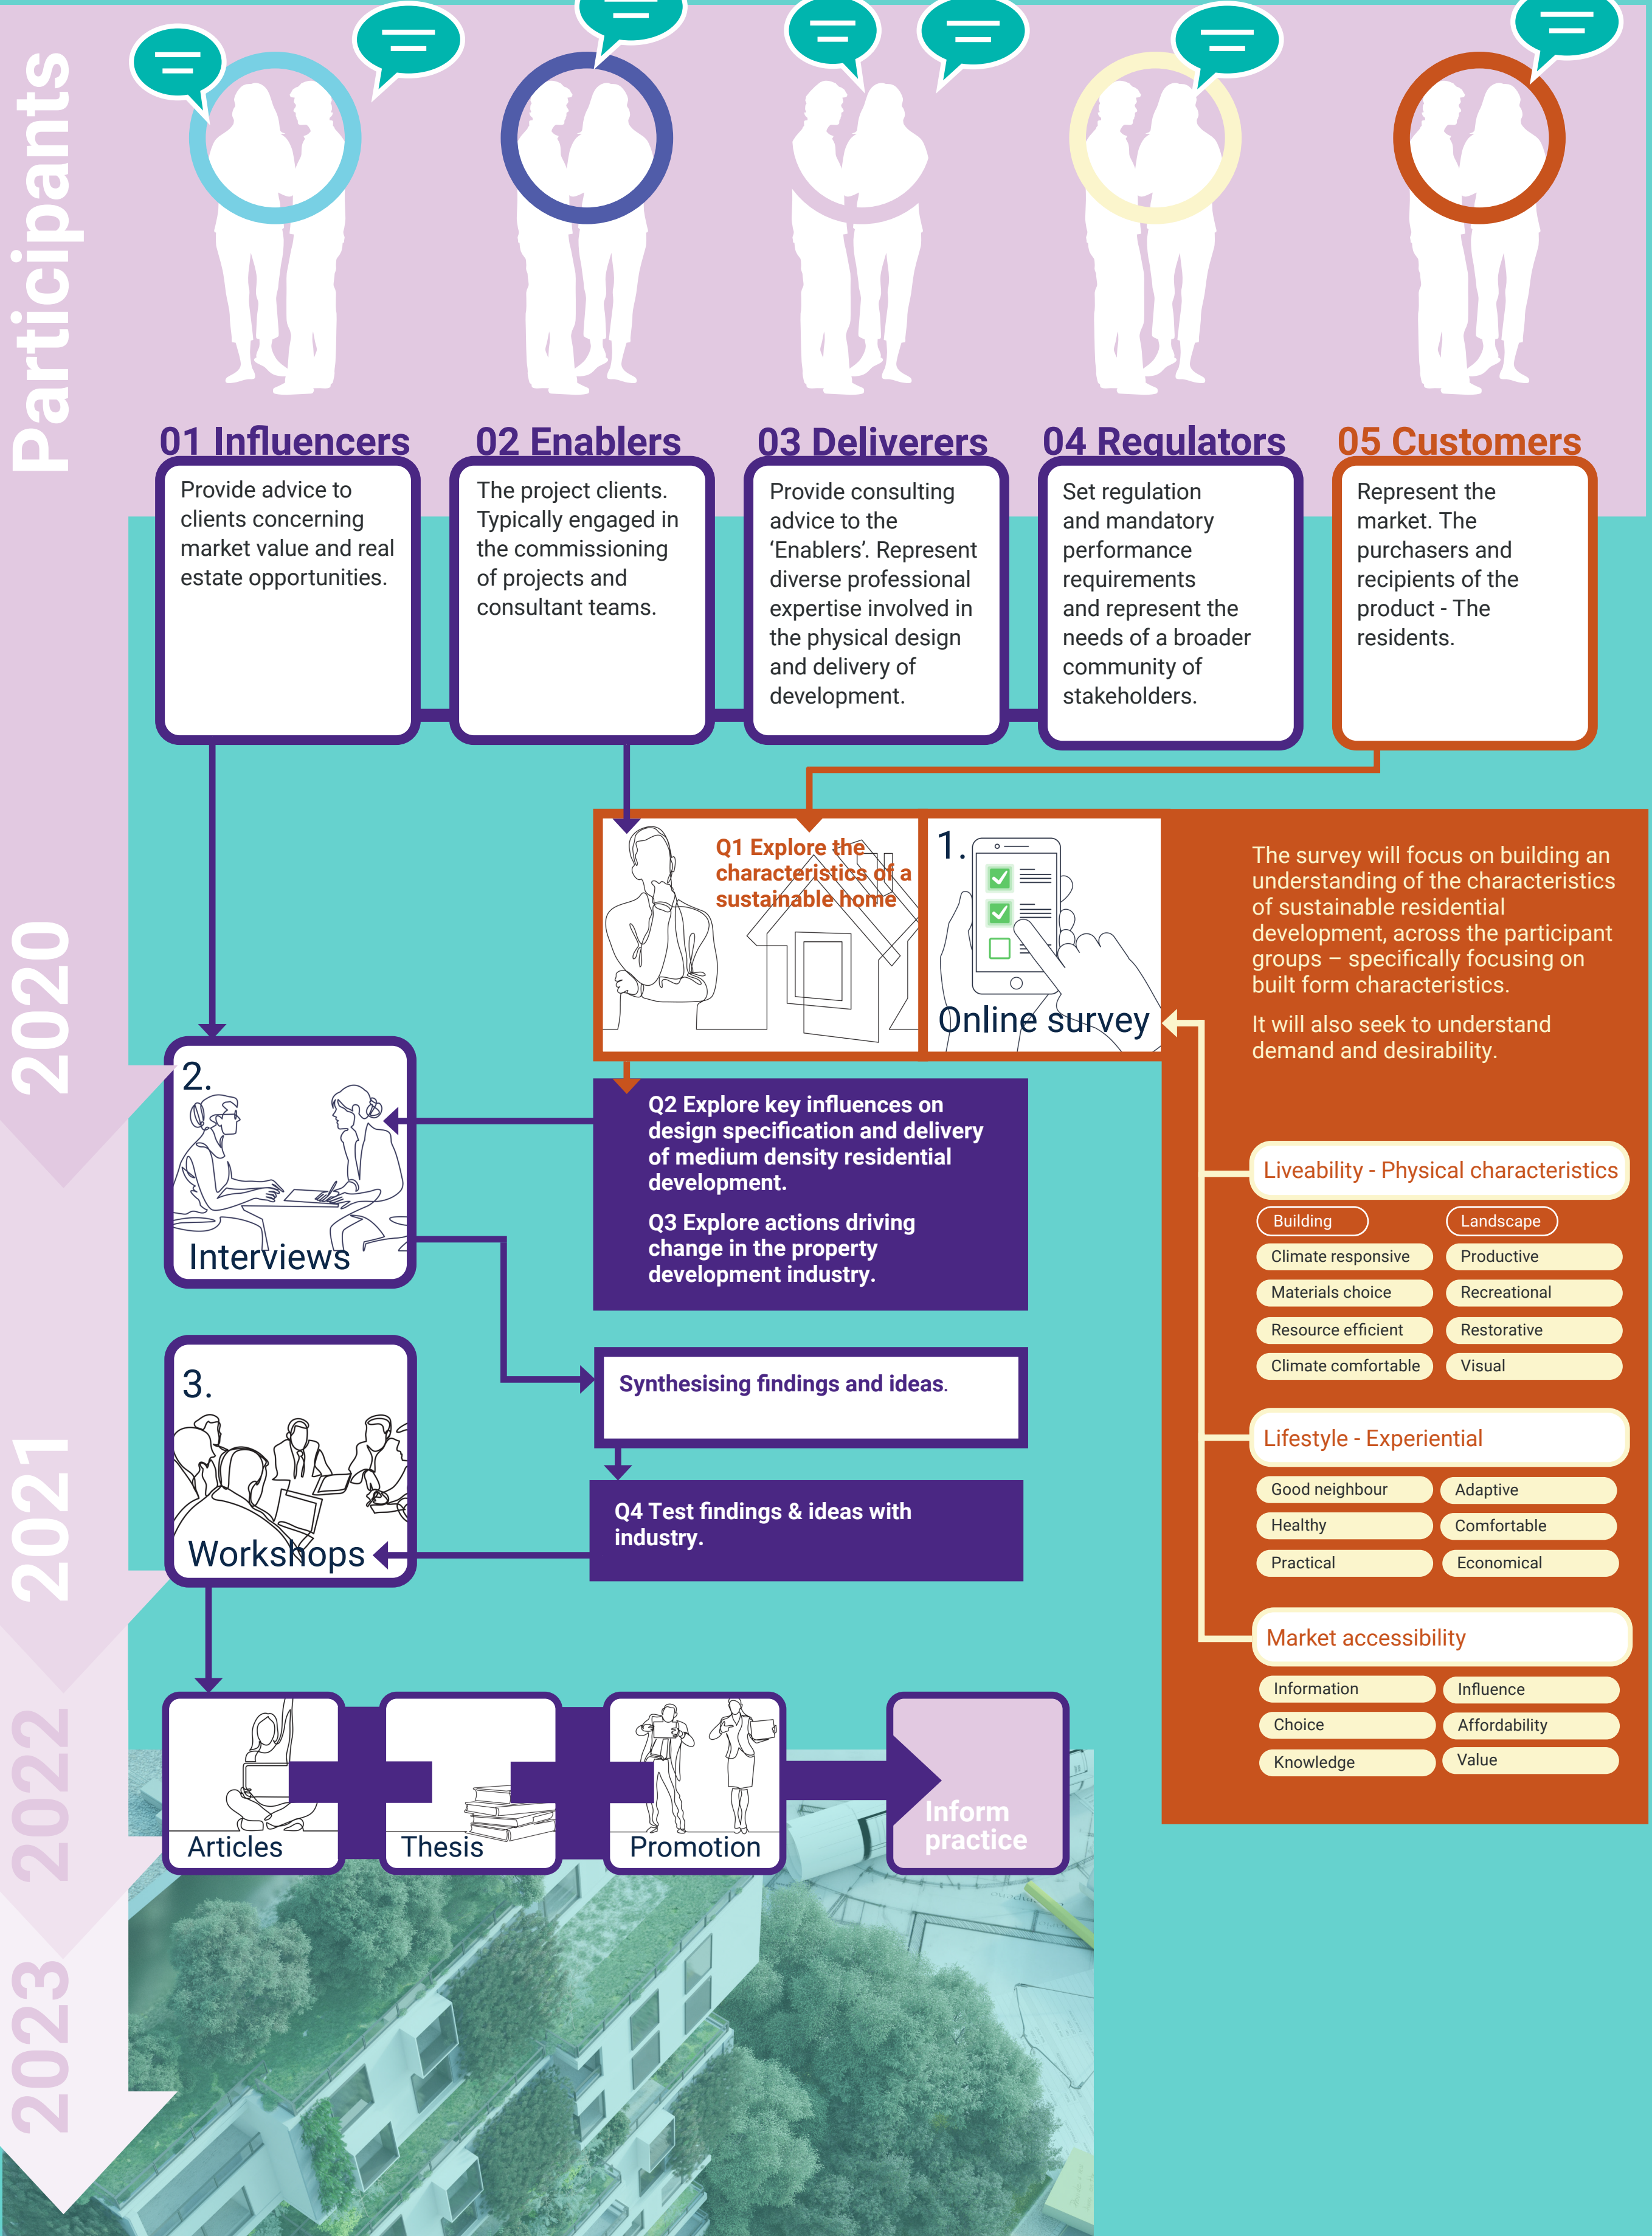 Participants
01 Influencers
Provide advice to
clients concerning
market value and real
estate opportunities.
02 Enablers
The project clients.
Typically engaged in
the commissioning
of projects and
consultant teams.
03 Deliverers
Provide consulting
advice to the
‘Enablers’. Represent
diverse professional
expertise involved in
the physical design
and delivery of
development.
04 Regulators
Set regulation
and mandatory
performance
requirements
and represent the
needs of a broader
community of
stakeholders.
05 Customers
Represent the
market. The
purchasers and
recipients of the
product - The
residents.
2020
Q1 Explore the
characteristics of a
sustainable home
1.
Online survey
The survey will focus on building an
understanding of the characteristics
of sustainable residential
development, across the participant
groups – specifically focusing on
built form characteristics.
It will also seek to understand
demand and desirability.
2.
Interviews
Q2 Explore key influences on
design specification and delivery
of medium density residential
development.
Q3 Explore actions driving
change in the property
development industry.
Liveability - Physical characteristics
Building
Climate responsive
Materials choice
Resource efficient
Climate comfortable
Landscape
Productive
Recreational
Restorative
Visual
2021
3.
Workshops
Synthesising findings and ideas.
Q4 Test findings & ideas with
industry.
Lifestyle - Experiential
Good neighbour
Healthy
Practical
Adaptive
Comfortable
Economical
Market accessibility
Information
Choice
Knowledge
Influence
Affordability
Value
2022
Articles
Thesis
Promotion
Inform
practice
2023